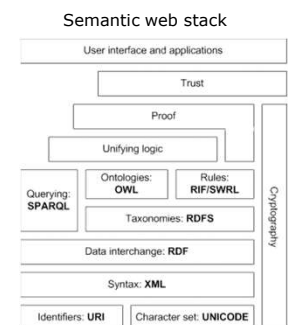 Semantic web stack
User interface and applications
Trust
Proof
Unifying logic
Querying:
SPARQL
Ontologies:
OWL
Rules:
RIF/SWRL
Taxonomies: RDFS
Cryptography
Data interchange: RDF
Syntax: XML
Identifiers: URI
Character set: UNICODE